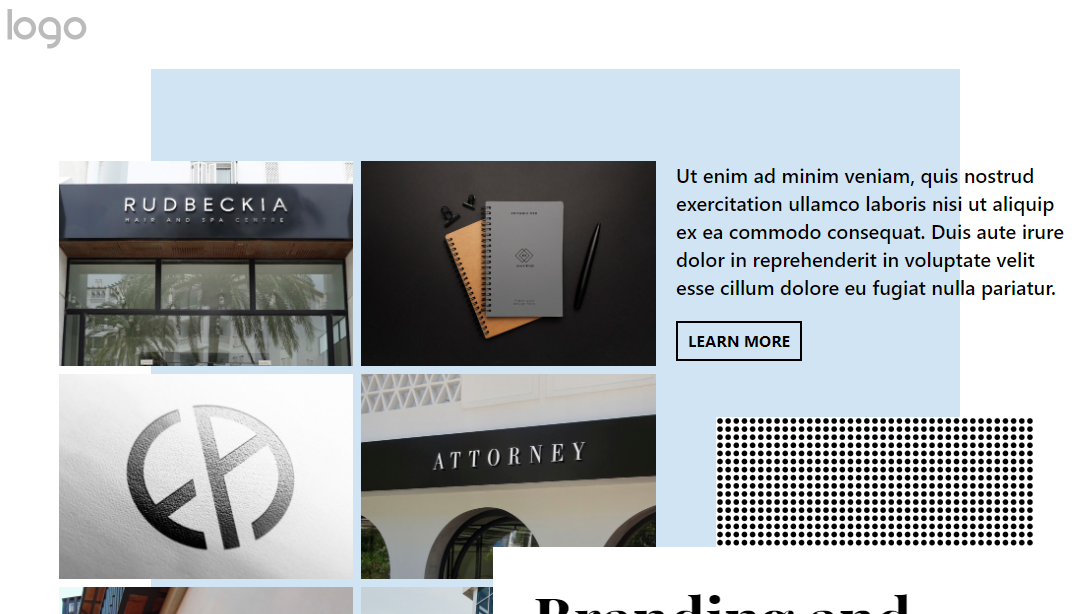 logo
RUDBECKIA
HAIR AND SPA CENTRE
Ut enim ad minim veniam, quis nostrud
exercitation ullamco laboris nisi ut aliquip
ex ea commodo consequat. Duis aute irure
dolor in reprehenderit in voluptate velit
esse cillum dolore eu fugiat nulla pariatur.
LEARN MORE
ATTORNEY
Branding and